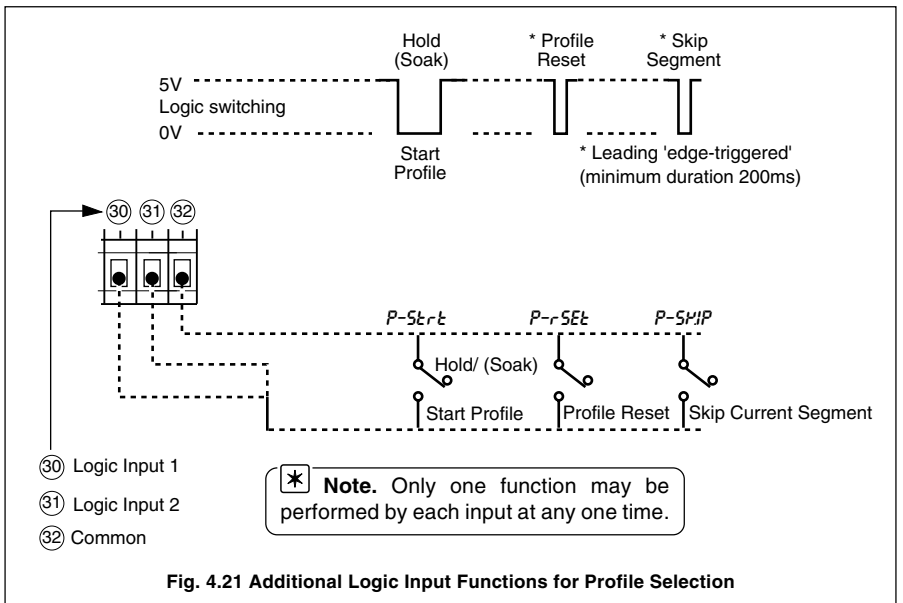 Hold
(Soak)
* Profile
Reset
* Skip
Segment
5V
Logic switching
0V
Start
Profile
* Leading 'edge-triggered'
(minimum duration 200ms)
30 31 32
P-Strt P-rSEt P-SKIP
Hold/ (Soak)
Start Profile Profile Reset Skip Current Segment
30 Logic Input 1
31 Logic Input 2
32 Common
* Note. Only one function may be
performed by each input at any one time.
Fig. 4.21 Additional Logic Input Functions for Profile Selection